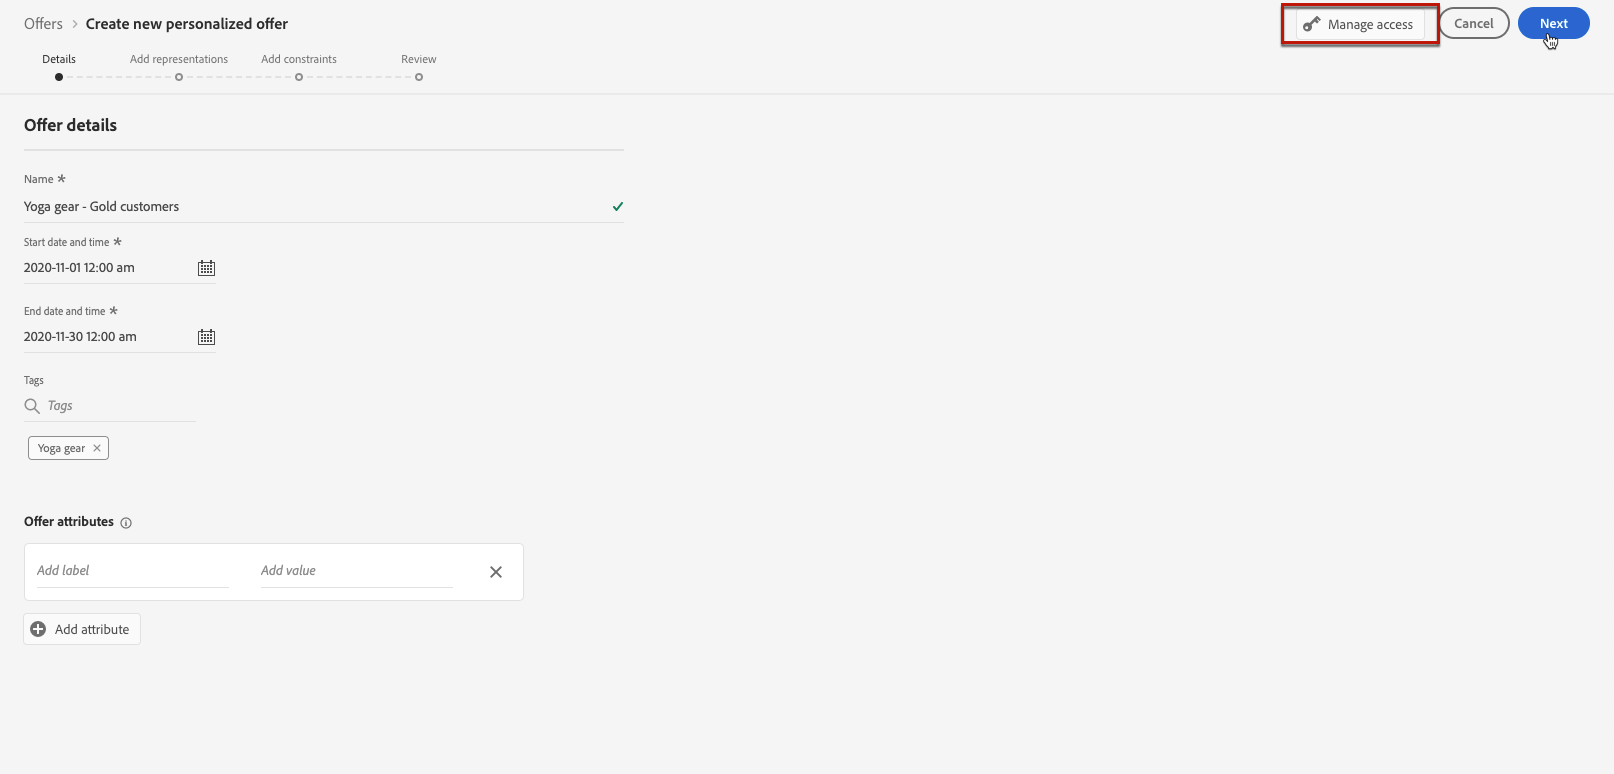 Offers > Create new personalized offer
Manage access
Cancel
Next
Details
Add representations
Add constraints
Review
Offer details
Name *
Yoga gear - Gold customers
Start date and time *
2020-11-01 12:00 am
End date and time *
2020-11-30 12:00 am
Tags
Tags
Yoga gear ×
Offer attributes
Add label
Add value
Add attribute